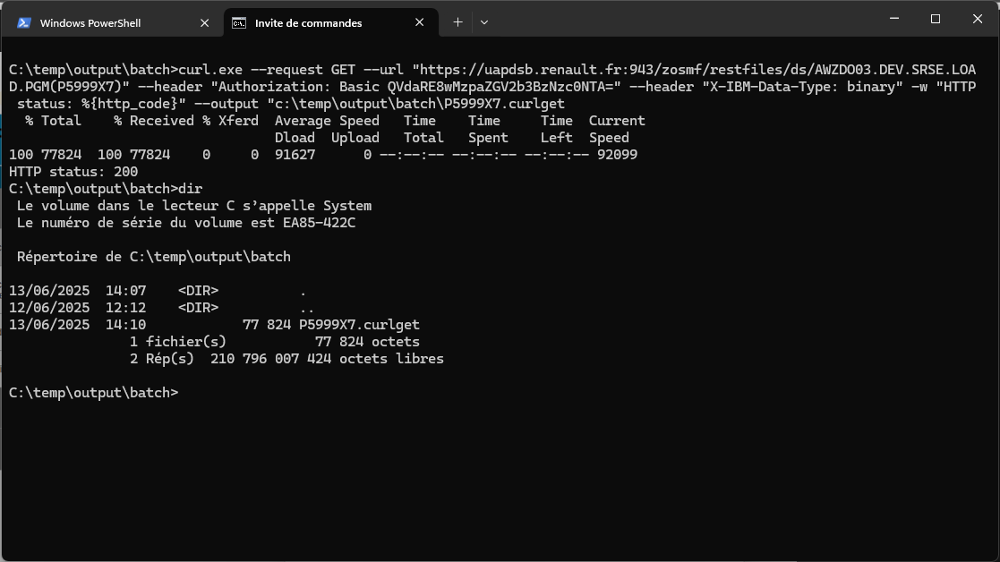 Windows PowerShell
Invite de commandes
C:\temp\output\batch>curl.exe --request GET --url "https://uapdsb.renault.fr:943/zosmf/restfiles/ds/AWZDO03.DEV.SRSE.LOA
D.PGM(P5999X7)" --header "Authorization: Basic QVdaRE8wMzpaZGV2b3BzNzc0NTA=" --header "X-IBM-Data-Type: binary" -w "HTTP
status: %{http_code}" --output "c:\temp\output\batch\P5999X7.curlget
% Total % Received % Xferd Average Speed Time Time Time Current
Dload Upload Total Spent Left Speed
100 77824 100 77824 0 0 91627 0 --:--:-- --:--:-- --:--:-- 92099
HTTP status: 200
C:\temp\output\batch>dir
Le volume dans le lecteur C s’appelle System
Le numéro de série du volume est EA85-422C
Répertoire de C:\temp\output\batch
13/06/2025 14:07 <DIR> .
12/06/2025 12:12 <DIR> ..
13/06/2025 14:10 77 824 P5999X7.curlget
1 fichier(s) 77 824 octets
2 Rép(s) 210 796 007 424 octets libres
C:\temp\output\batch>